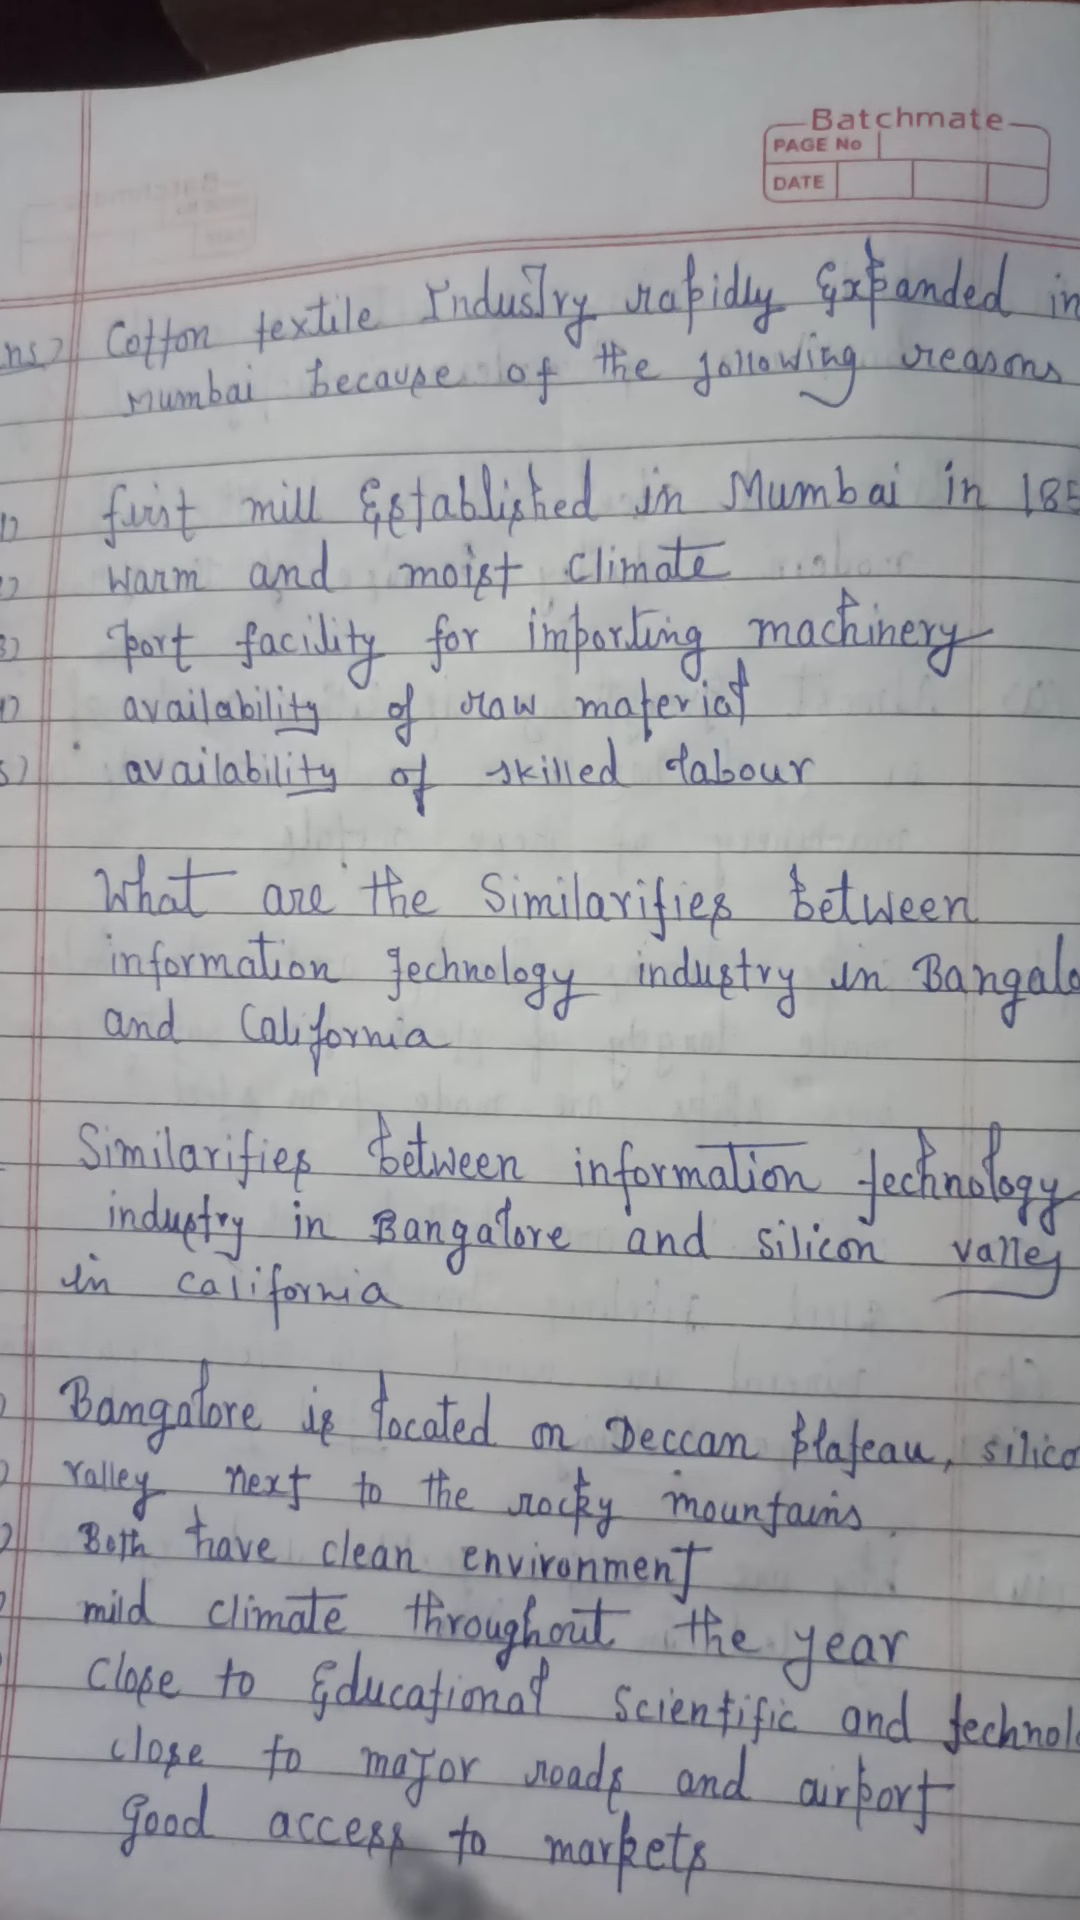 Batchmate
PAGE No
DATE
ns) Cotton textile Industry rapidly Expanded in
Mumbai because of the following reasons
1) first mill Established in Mumbai in 185
2) warm and moist climate
3) Port facility for importing machinery
4) availability of raw material
5) availability of skilled labour
What are the Similarities between
information technology industry in Bangalo
and California
Similarities between information technology
industry in Bangalore and silicon valley
in california
Bangalore is located on Deccan plateau, silico
valley next to the rocky mountains
Both have clean environment
mild climate throughout the year
Close to Educational Scientific and technolo
close to major roads and airport
Good access to markets